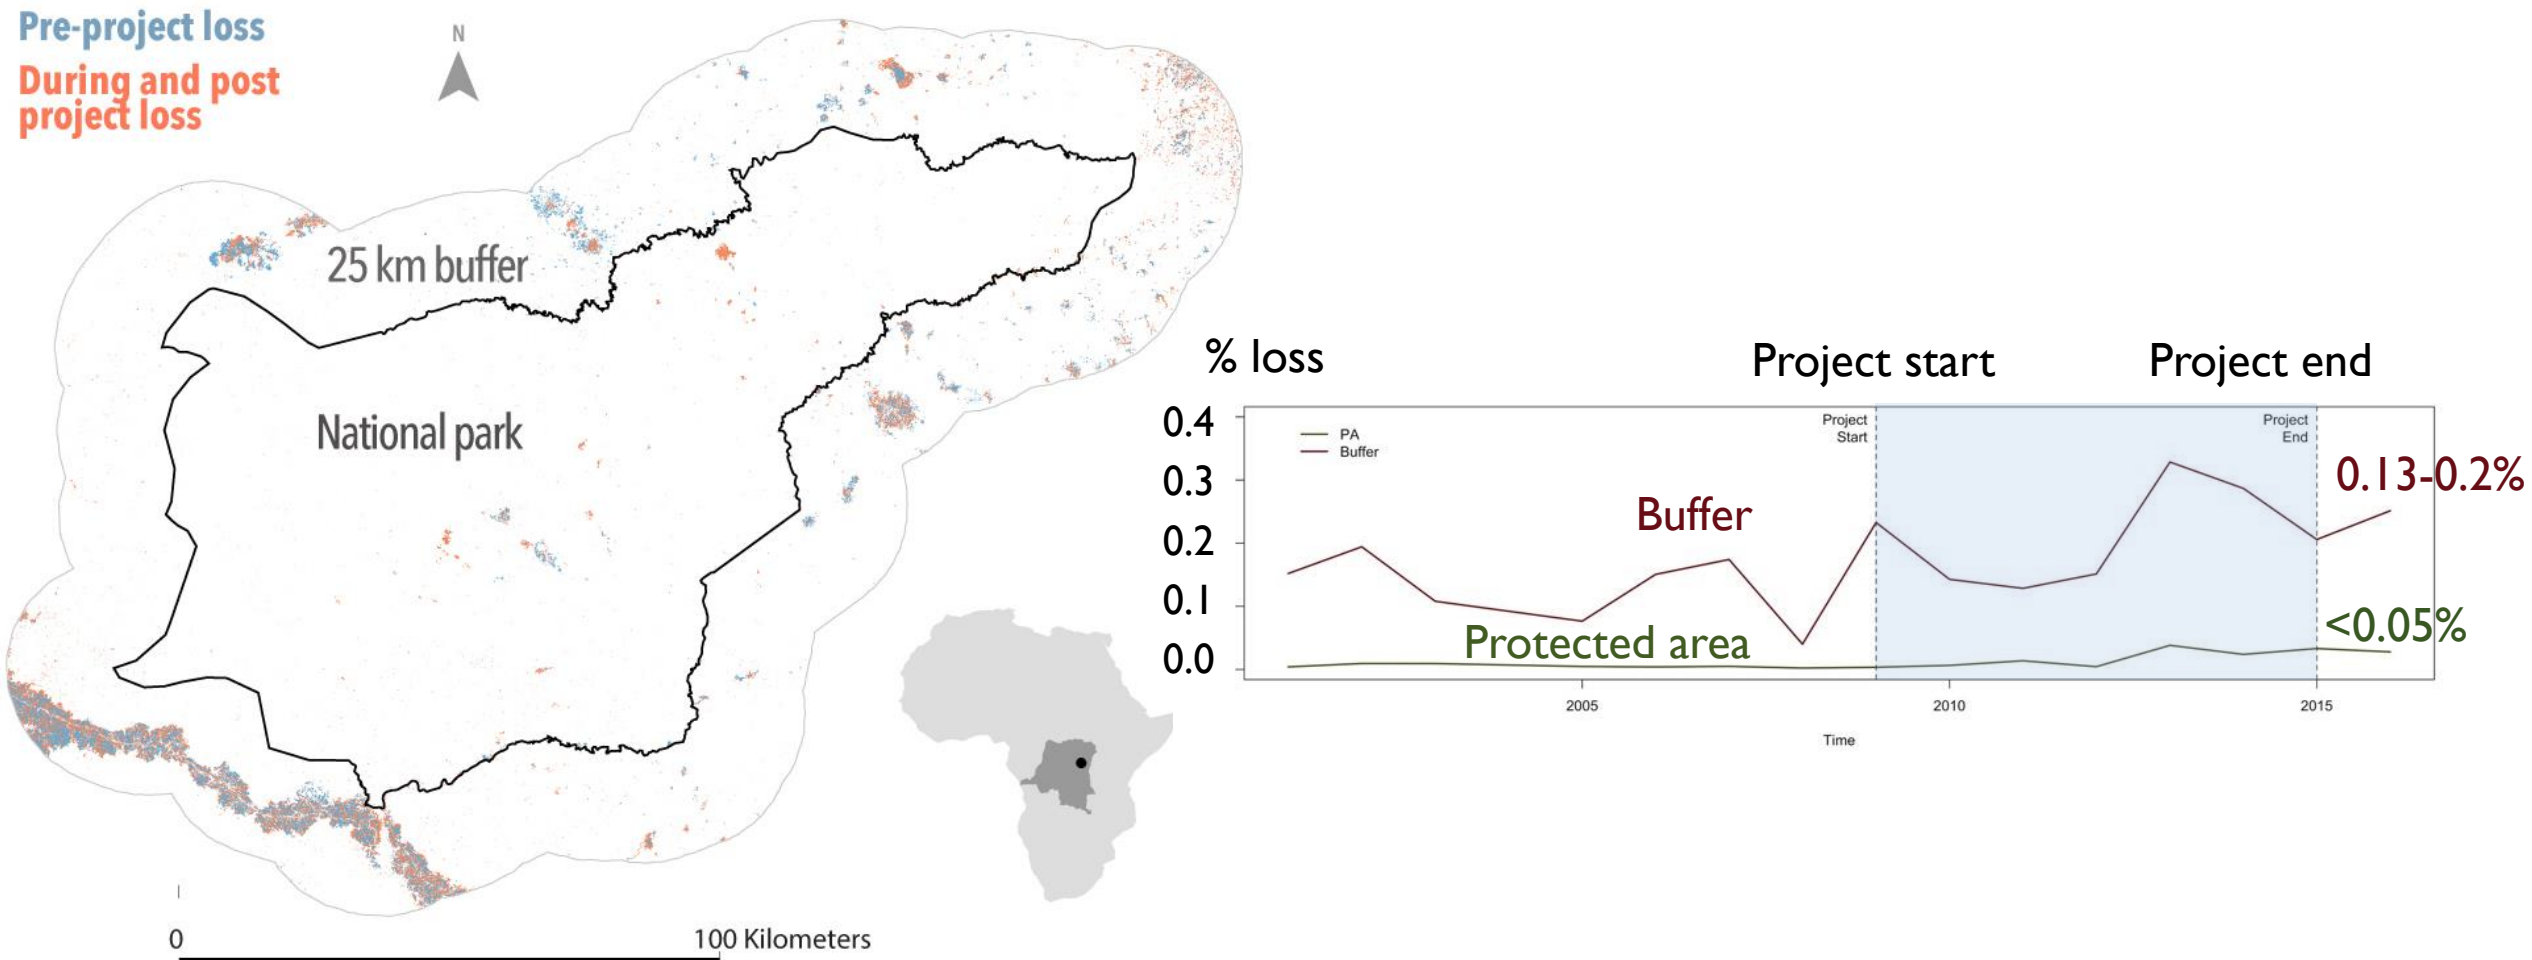 Pre-project loss
During and post
project loss
N
25 km buffer
National park
0
100 Kilometers
% loss
Project start
Project end
0.4
0.3
0.2
0.1
0.0
PA
Buffer
Project
Start
Project
End
Buffer
Protected area
0.13-0.2%
<0.05%
2005
2010
2015
Time